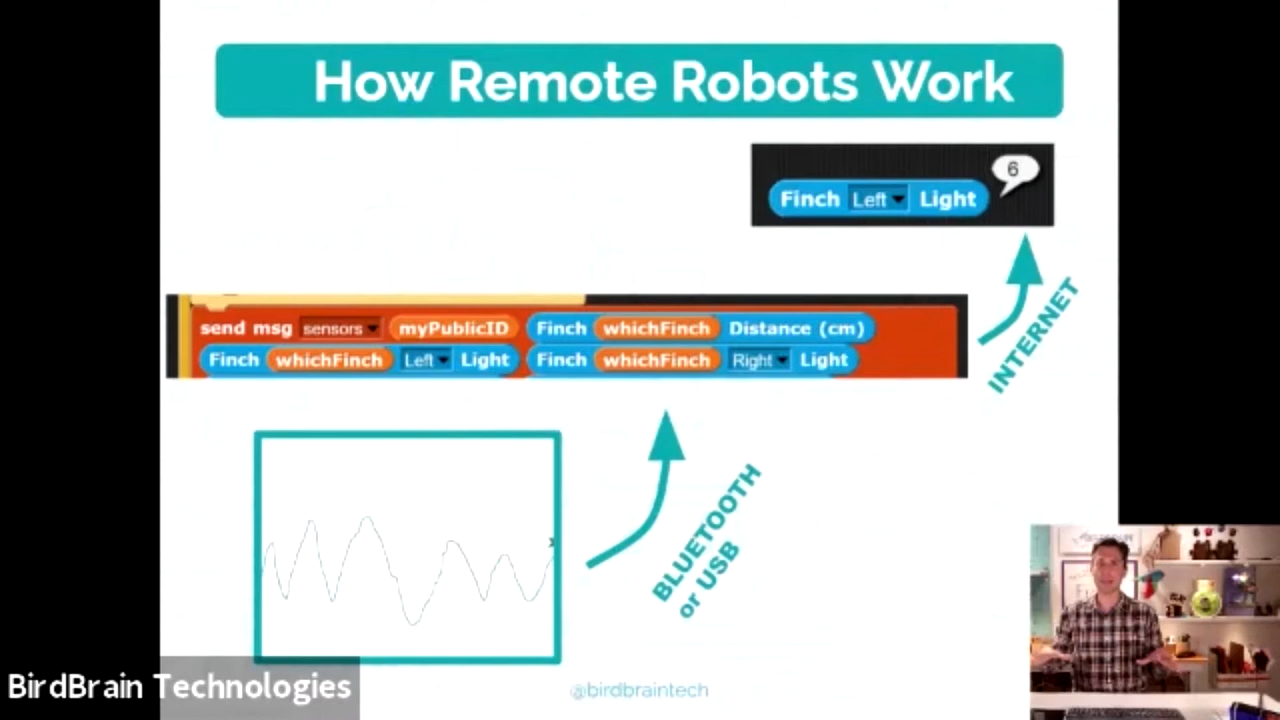 How Remote Robots Work
6
Finch Left Light
send msg sensors myPublicID Finch whichFinch Distance (cm)
Finch whichFinch Left Light Finch whichFinch Right Light
INTERNET
BLUETOOTH
or USB
BirdBrain Technologies
@birdbraintech